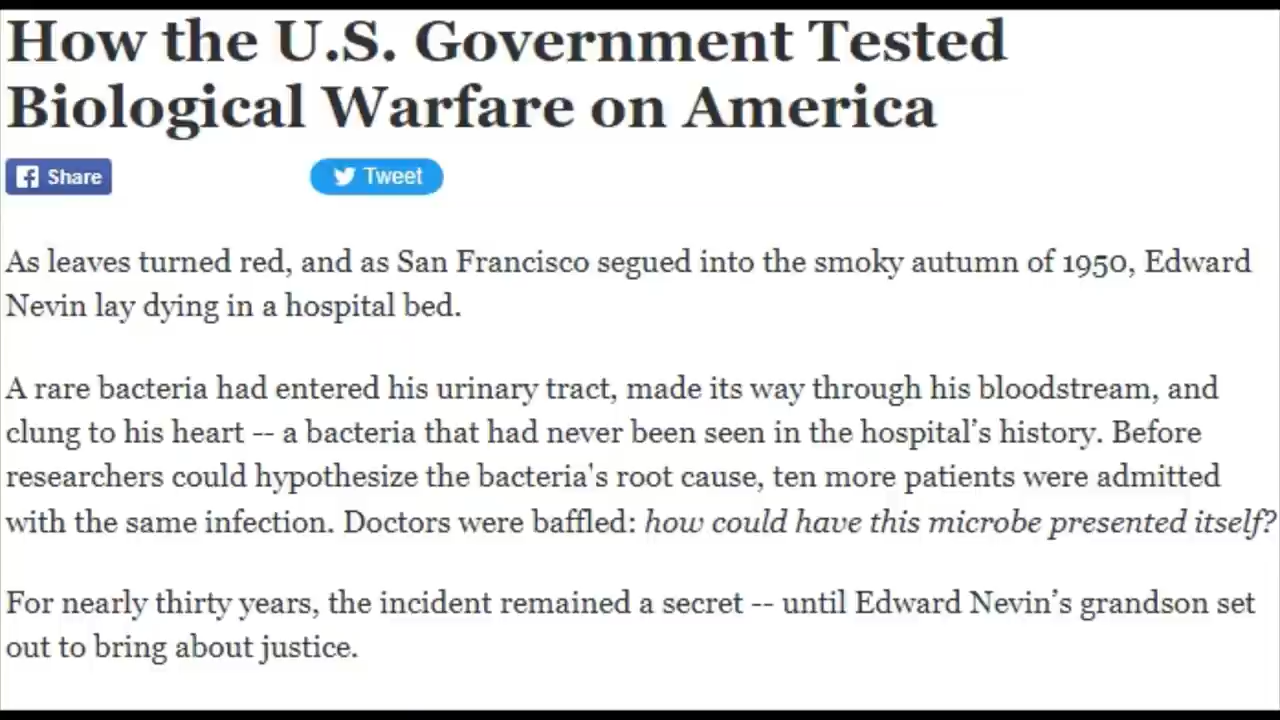 How the U.S. Government Tested
Biological Warfare on America
Share Tweet
As leaves turned red, and as San Francisco segued into the smoky autumn of 1950, Edward
Nevin lay dying in a hospital bed.
A rare bacteria had entered his urinary tract, made its way through his bloodstream, and
clung to his heart -- a bacteria that had never been seen in the hospital’s history. Before
researchers could hypothesize the bacteria's root cause, ten more patients were admitted
with the same infection. Doctors were baffled: how could have this microbe presented itself?
For nearly thirty years, the incident remained a secret -- until Edward Nevin’s grandson set
out to bring about justice.